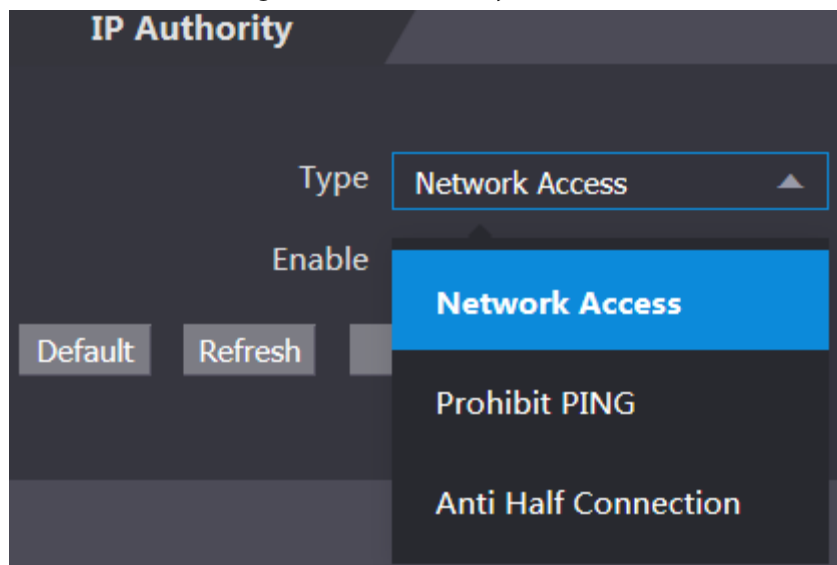 IP Authority
Type Network Access
Enable
Network Access
Default Refresh
Prohibit PING
Anti Half Connection